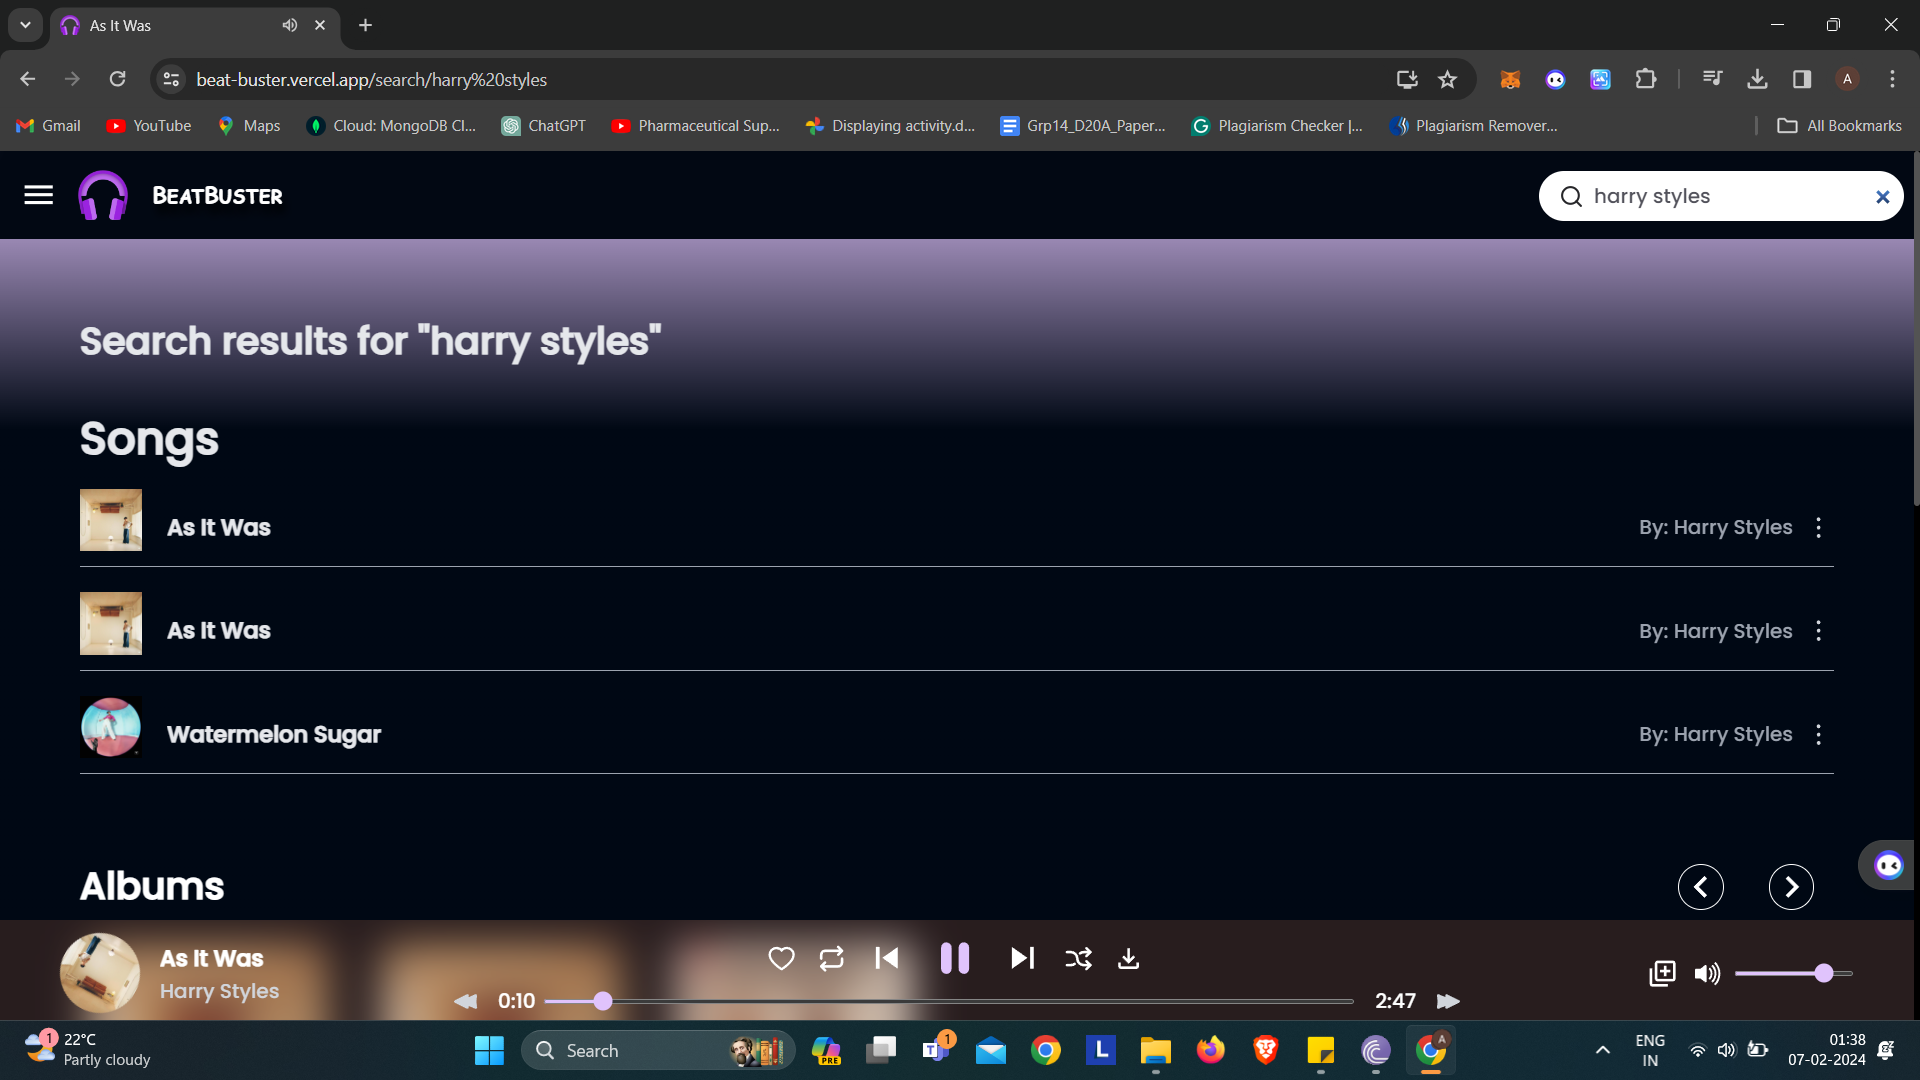 As It Was
beat-buster.vercel.app/search/harry%20styles
A
Gmail
YouTube
Maps
Cloud: MongoDB Cl...
ChatGPT
Pharmaceutical Sup...
Displaying activity.d...
Grp14_D20A_Paper...
Plagiarism Checker |...
Plagiarism Remover...
All Bookmarks
BEATBUSTER
harry styles
Search results for "harry styles"
Songs
As It Was
By: Harry Styles
As It Was
By: Harry Styles
Watermelon Sugar
By: Harry Styles
Albums
As It Was
Harry Styles
0:10
2:47
1
22°C
Partly cloudy
Search
PRE
T
1
L
A
ENG
IN
01:38
07-02-2024